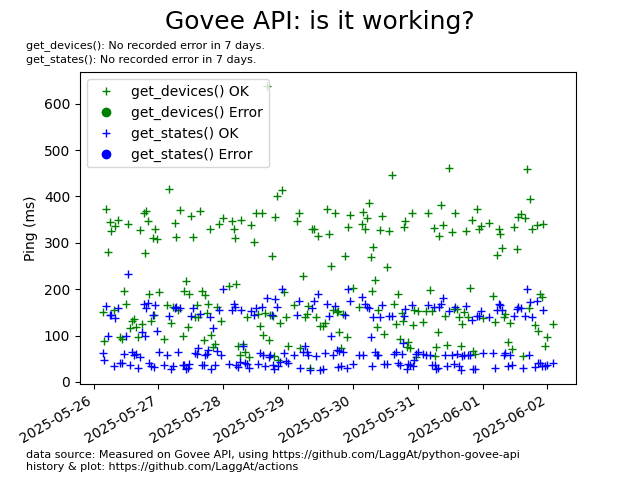 Govee API: is it working?
get_devices(): No recorded error in 7 days.
get_states(): No recorded error in 7 days.
get_devices() OK
get_devices() Error
get_states() OK
get_states() Error
Ping (ms)
600
500
400
300
200
100
0
2025-05-26
2025-05-27
2025-05-28
2025-05-29
2025-05-30
2025-05-31
2025-06-01
2025-06-02
data source: Measured on Govee API, using https://github.com/LaggAt/python-govee-api
history & plot: https://github.com/LaggAt/actions